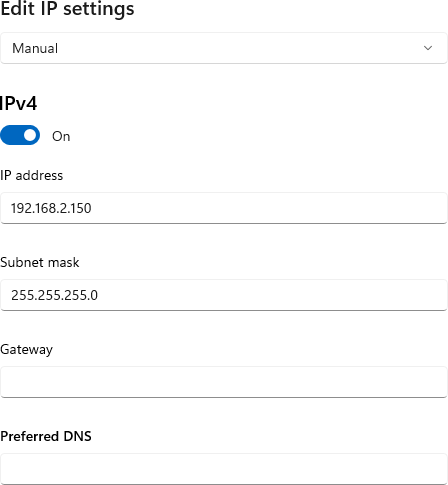 Edit IP settings
Manual
IPv4
On
IP address
192.168.2.150
Subnet mask
255.255.255.0
Gateway
Preferred DNS